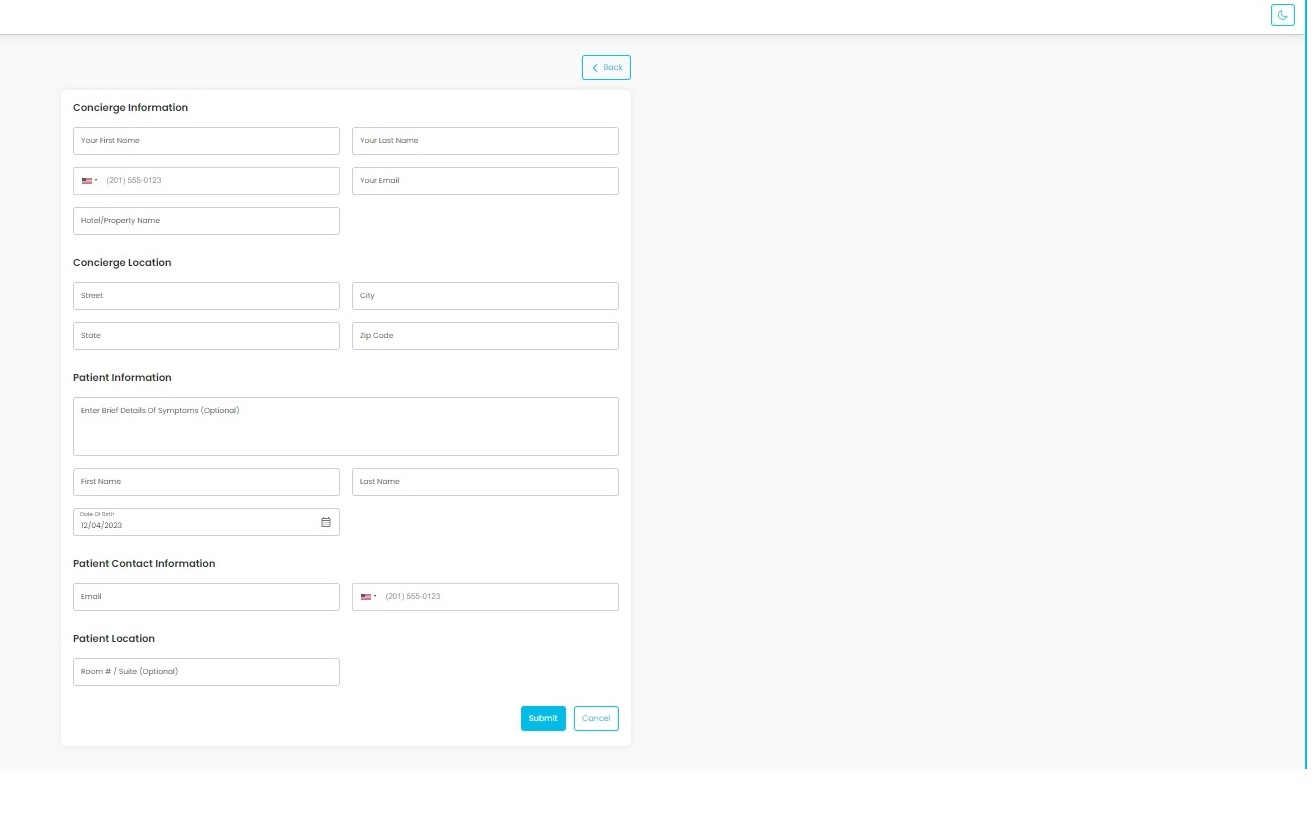 Back
Concierge Information
Your First Name
Your Last Name
(201) 555-0123
Your Email
Hotel/Property Name
Concierge Location
Street
City
State
Zip Code
Patient Information
Enter Brief Details Of Symptoms (Optional)
First Name
Last Name
Date Of Birth
12/04/2023
Patient Contact Information
Email
(201) 555-0123
Patient Location
Room # / Suite (Optional)
Submit
Cancel